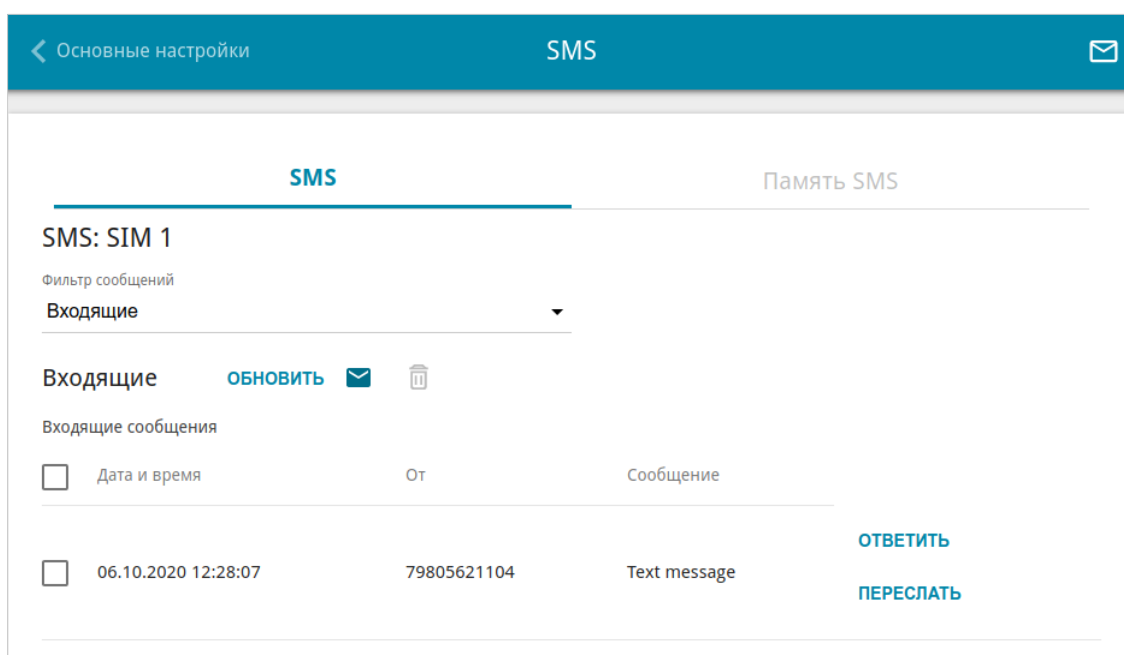 Основные настройки SMS
SMS Память SMS
SMS: SIM 1
Фильтр сообщений
Входящие
Входящие ОБНОВИТЬ
Входящие сообщения
Дата и время От Сообщение
ОТВЕТИТЬ
06.10.2020 12:28:07 79805621104 Text message
ПЕРЕСЛАТЬ